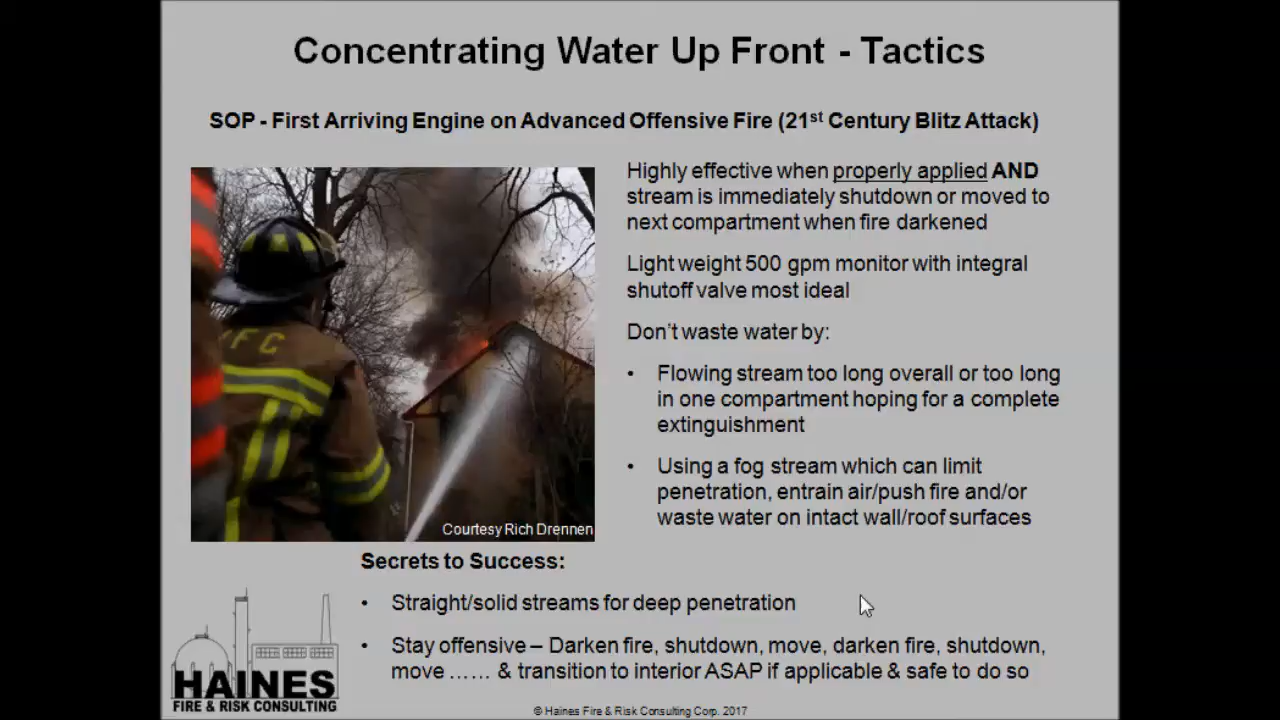 Concentrating Water Up Front - Tactics
SOP - First Arriving Engine on Advanced Offensive Fire (21st Century Blitz Attack)
Highly effective when properly applied AND
stream is immediately shutdown or moved to
next compartment when fire darkened
Light weight 500 gpm monitor with integral
shutoff valve most ideal
Don't waste water by:
• Flowing stream too long overall or too long
in one compartment hoping for a complete
extinguishment
• Using a fog stream which can limit
penetration, entrain air/push fire and/or
waste water on intact wall/roof surfaces
VFC
Courtesy Rich Drennen
Secrets to Success:
• Straight/solid streams for deep penetration
• Stay offensive – Darken fire, shutdown, move, darken fire, shutdown,
move …… & transition to interior ASAP if applicable & safe to do so
HAINES
FIRE & RISK CONSULTING
© Haines Fire & Risk Consulting Corp. 2017